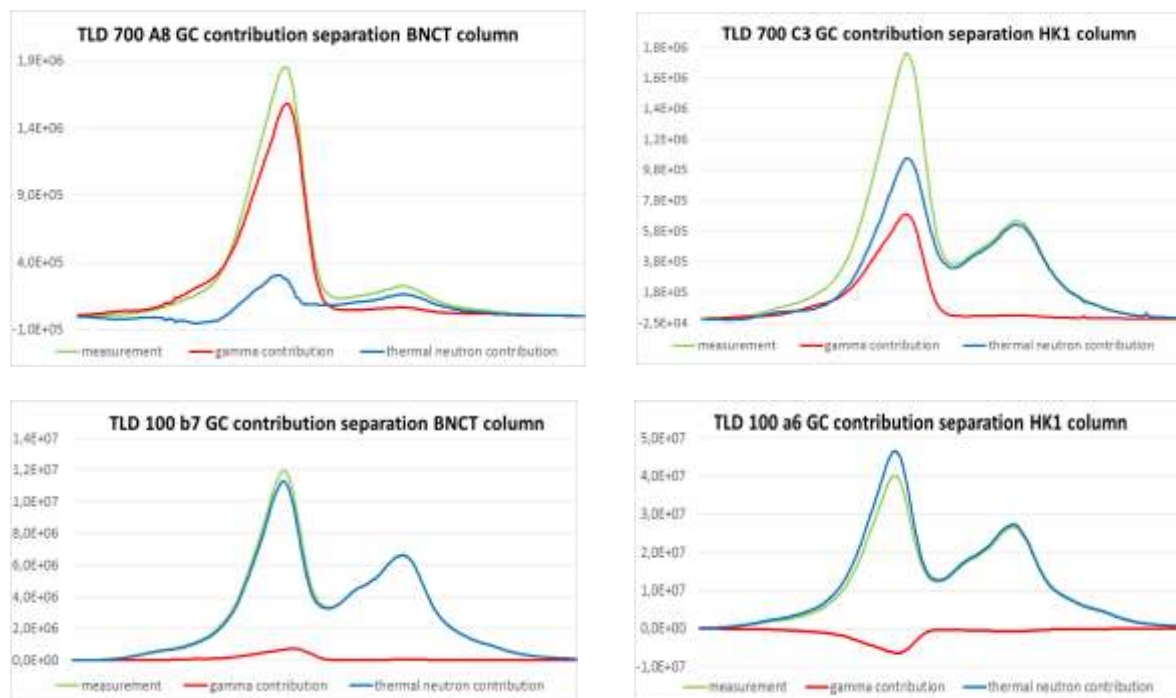 TLD 700 A8 GC contribution separation BNCT column
1,9E+06
1,4E+06
9,0E+05
4,0E+05
-1,0E+05
measurement gamma contribution thermal neutron contribution
TLD 700 C3 GC contribution separation HK1 column
1,8E+06
1,6E+06
1,4E+06
1,2E+06
9,8E+05
7,8E+05
5,8E+05
3,8E+05
1,8E+05
-2,5E+04
measurement gamma contribution thermal neutron contribution
TLD 100 b7 GC contribution separation BNCT column
1,4E+07
1,2E+07
1,0E+07
8,0E+06
6,0E+06
4,0E+06
2,0E+06
0,0E+00
measurement gamma contribution thermal neutron contribution
TLD 100 a6 GC contribution separation HK1 column
5,0E+07
4,0E+07
3,0E+07
2,0E+07
1,0E+07
0,0E+00
-1,0E+07
measurement gamma contribution thermal neutron contribution